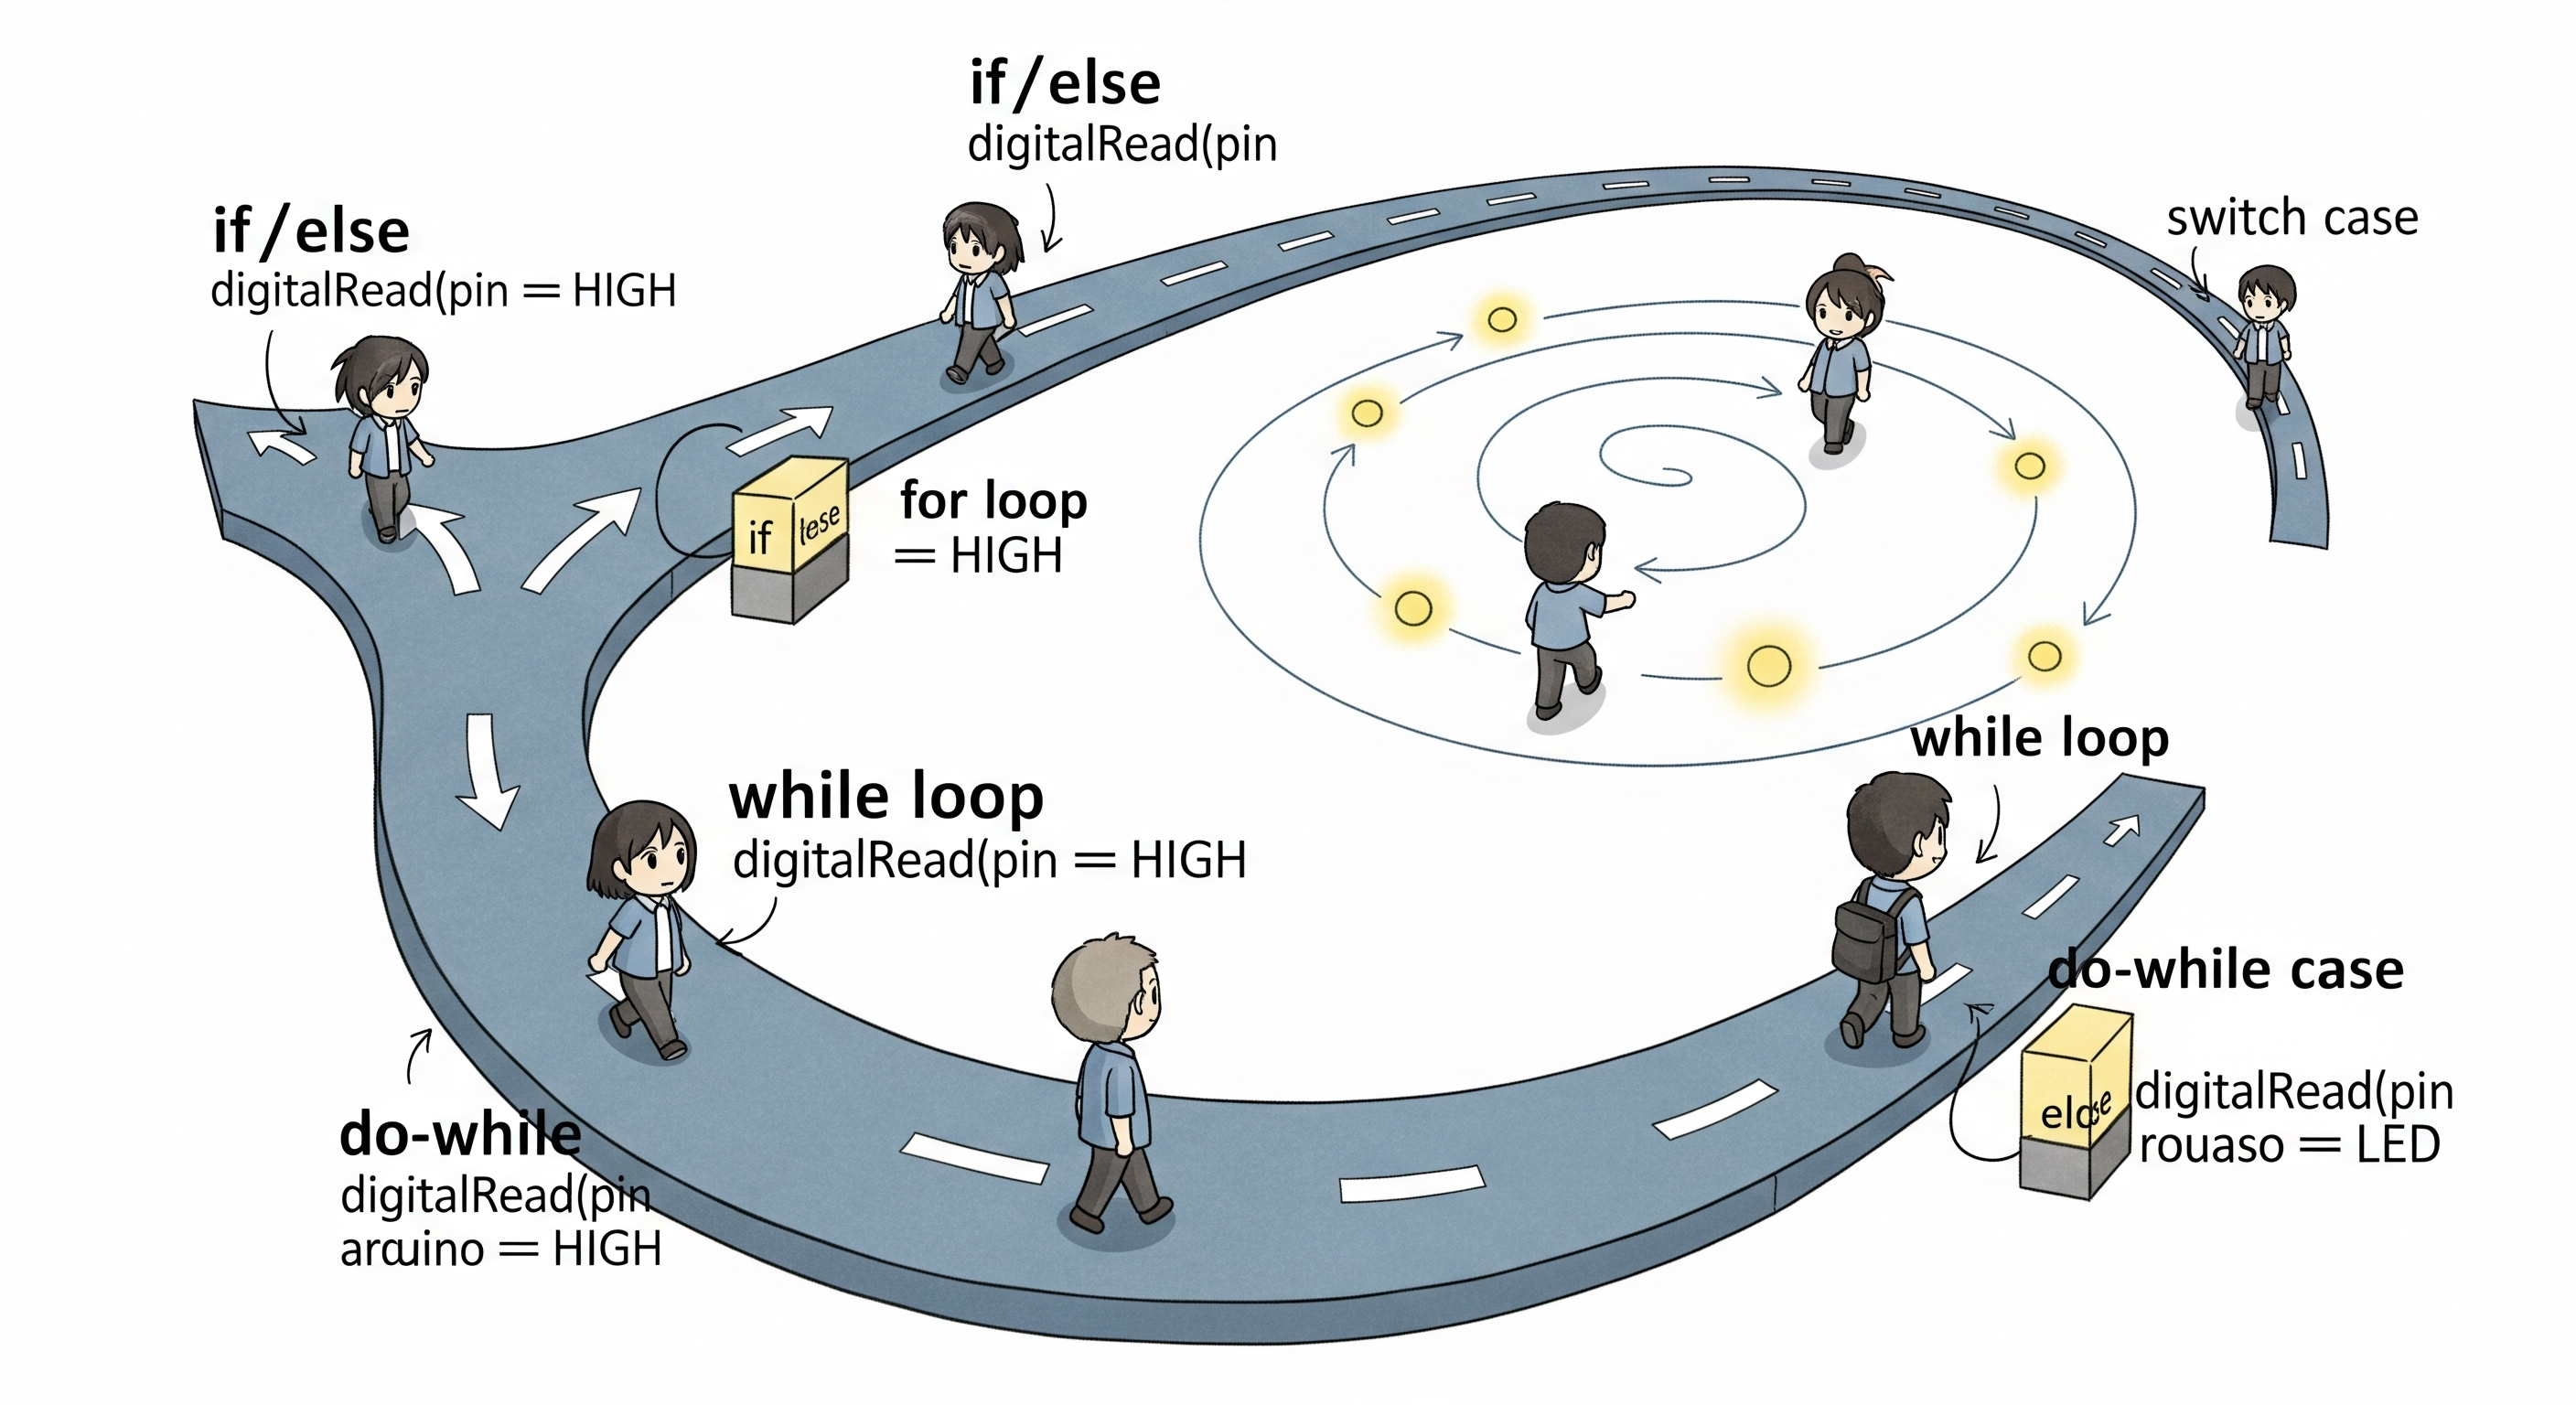 if/else
digitalRead(pin
if/else
digitalRead(pin = HIGH
switch case
if lese
for loop
= HIGH
while loop
while loop
digitalRead(pin = HIGH
do-while case
do-while
digitalRead(pin
arduino = HIGH
digitalRead(pin
rouaso = LED